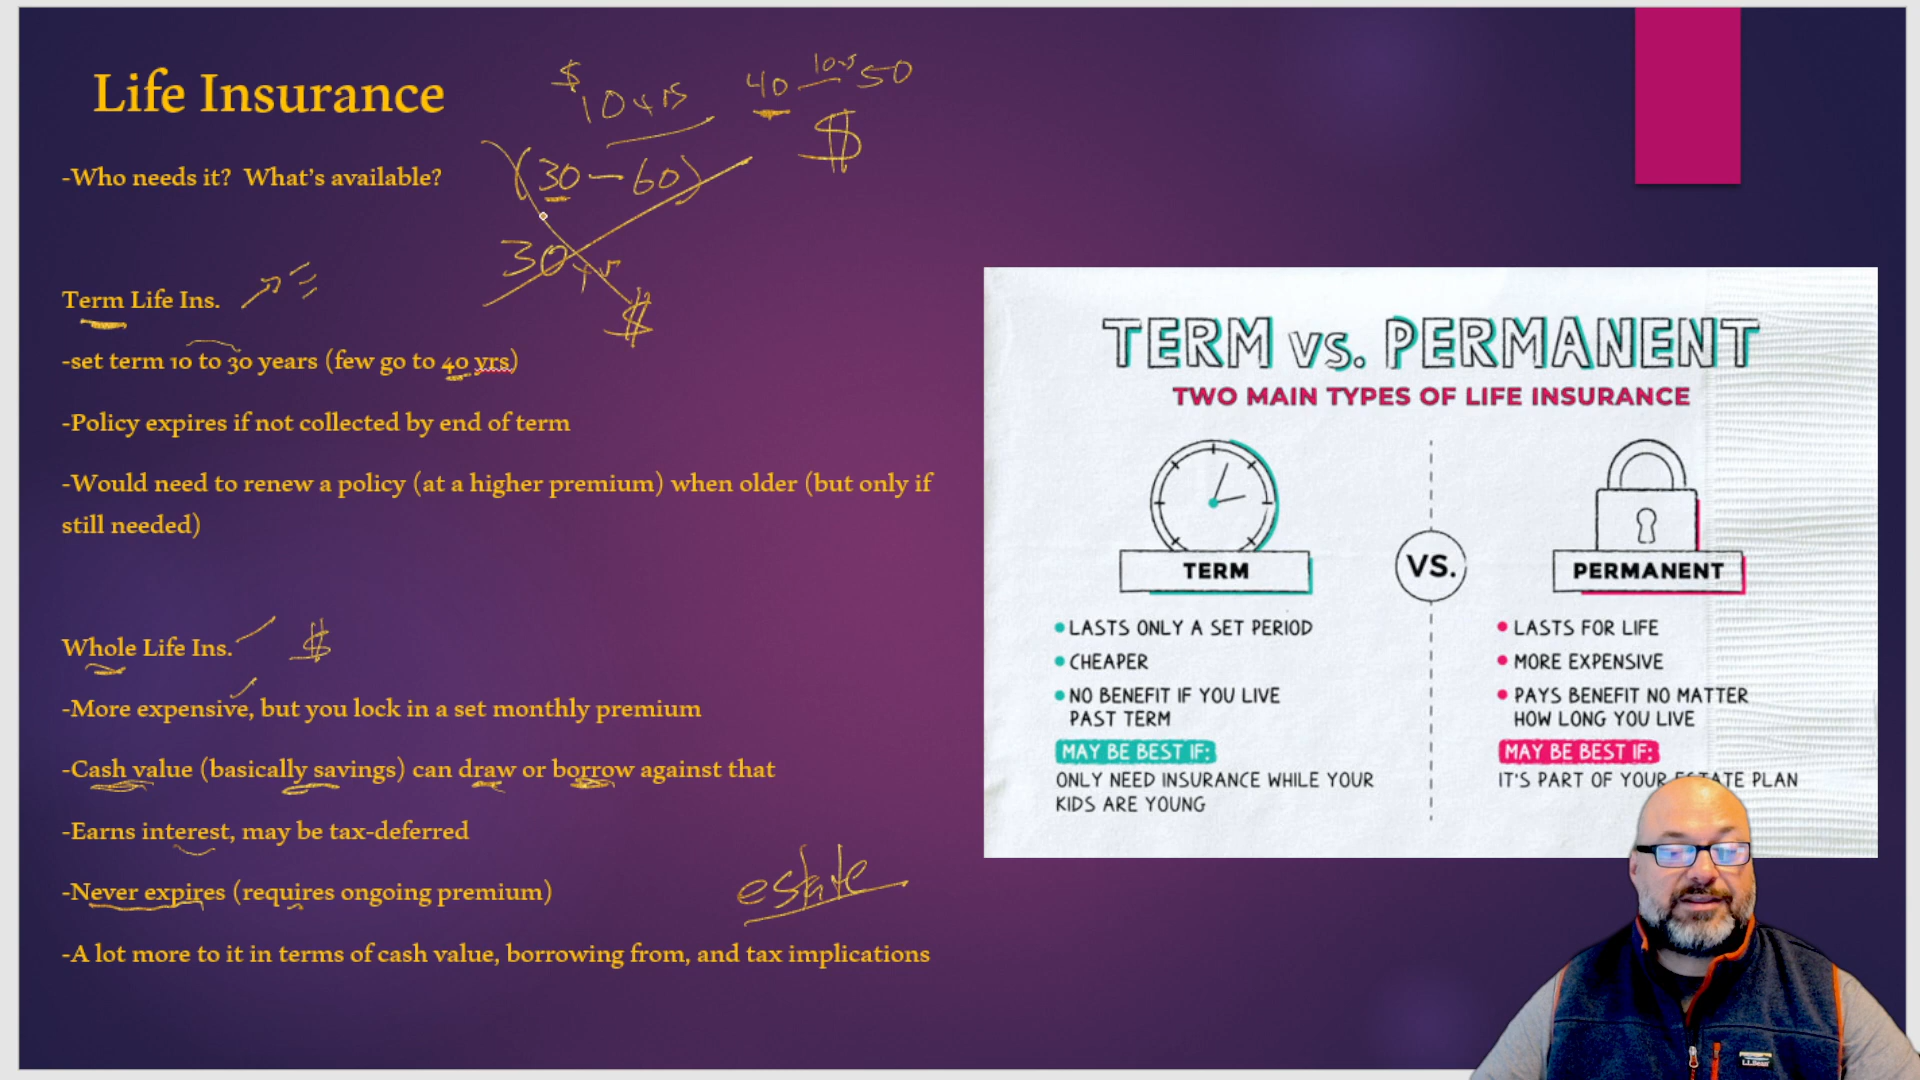 Life Insurance
$
10 yrs
40 — 10yrs 50
$
-Who needs it?  What's available?
(30 — 60)
30 yr
$
Term Life Ins.
-set term 10 to 30 years (few go to 40 yrs)
-Policy expires if not collected by end of term
-Would need to renew a policy (at a higher premium) when older (but only if
still needed)
Whole Life Ins.
$
-More expensive, but you lock in a set monthly premium
-Cash value (basically savings) can draw or borrow against that
-Earns interest, may be tax-deferred
-Never expires (requires ongoing premium)
estate
-A lot more to it in terms of cash value, borrowing from, and tax implications
TERM VS. PERMANENT
TWO MAIN TYPES OF LIFE INSURANCE
TERM
VS.
PERMANENT
LASTS ONLY A SET PERIOD
CHEAPER
NO BENEFIT IF YOU LIVE
PAST TERM
MAY BE BEST IF:
ONLY NEED INSURANCE WHILE YOUR
KIDS ARE YOUNG
LASTS FOR LIFE
MORE EXPENSIVE
PAYS BENEFIT NO MATTER
HOW LONG YOU LIVE
MAY BE BEST IF:
IT'S PART OF YOUR ESTATE PLAN
L.L.Bean